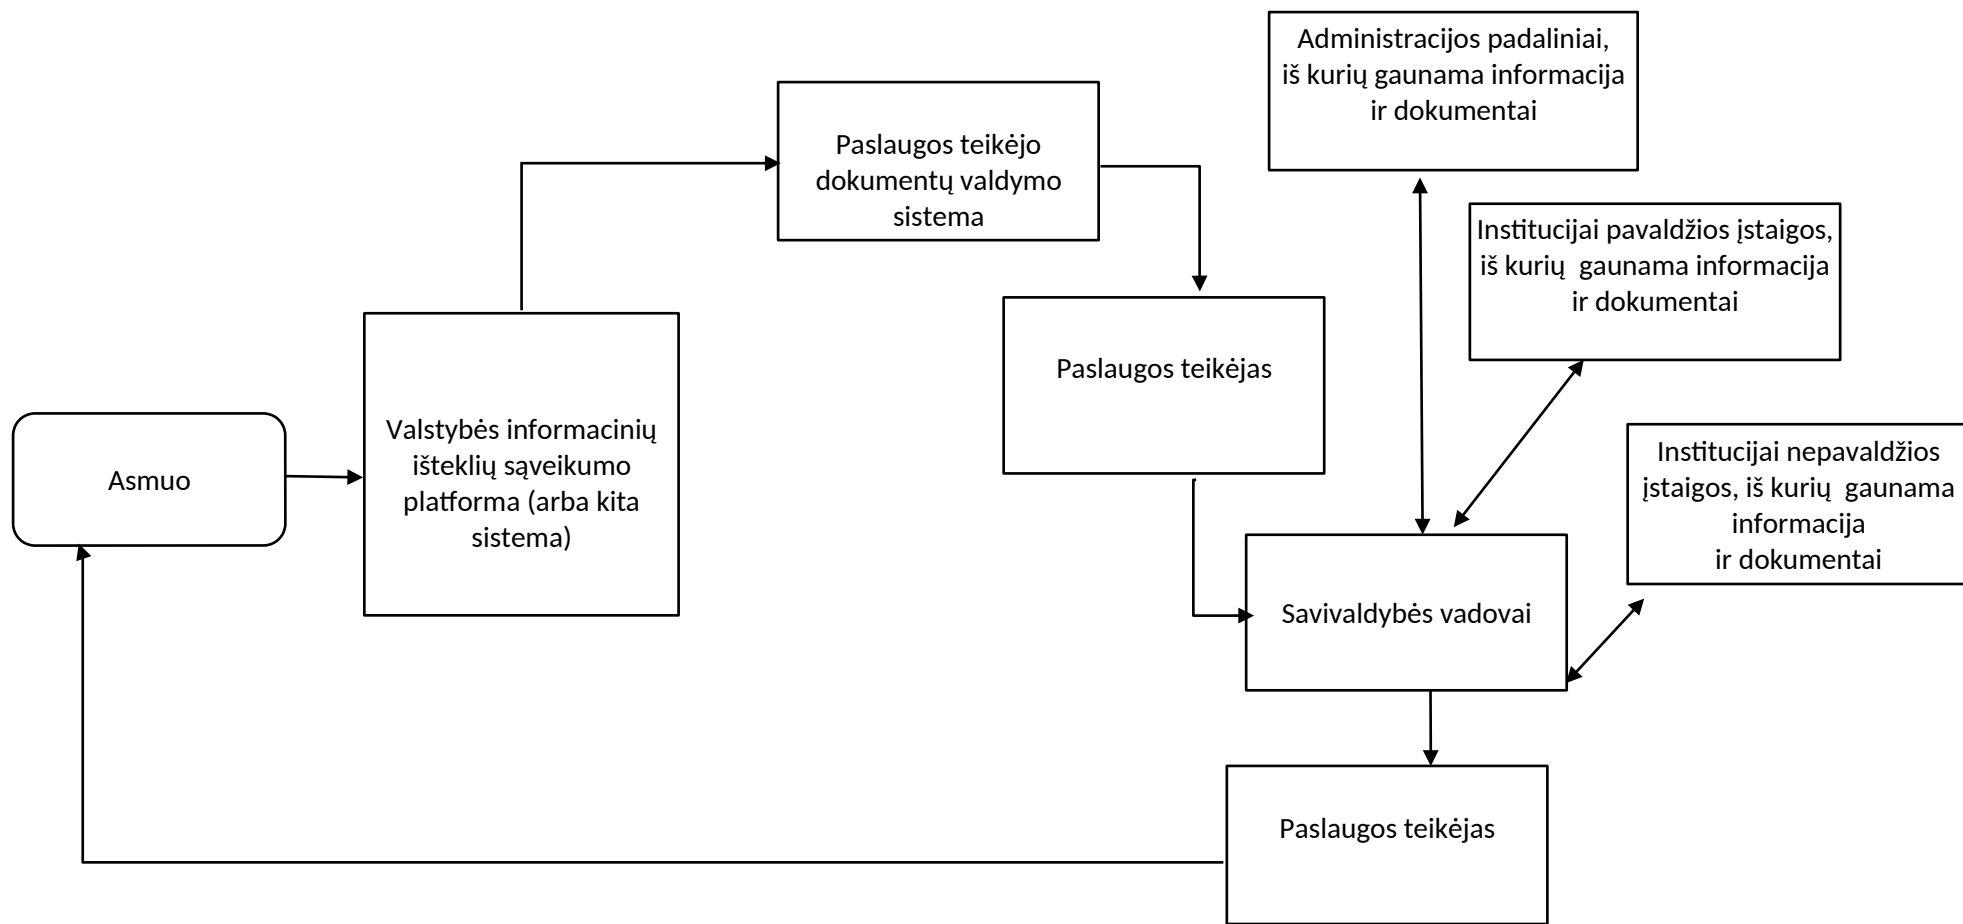 Administracijos padaliniai,
iš kurių gaunama informacija
ir dokumentai
Paslaugos teikėjo
dokumentų valdymo
sistema
Institucijai pavaldžios įstaigos,
iš kurių  gaunama informacija
ir dokumentai
Paslaugos teikėjas
Valstybės informacinių
išteklių sąveikumo
platforma (arba kita
sistema)
Asmuo
Institucijai nepavaldžios
įstaigos, iš kurių  gaunama
informacija
ir dokumentai
Savivaldybės vadovai
Paslaugos teikėjas